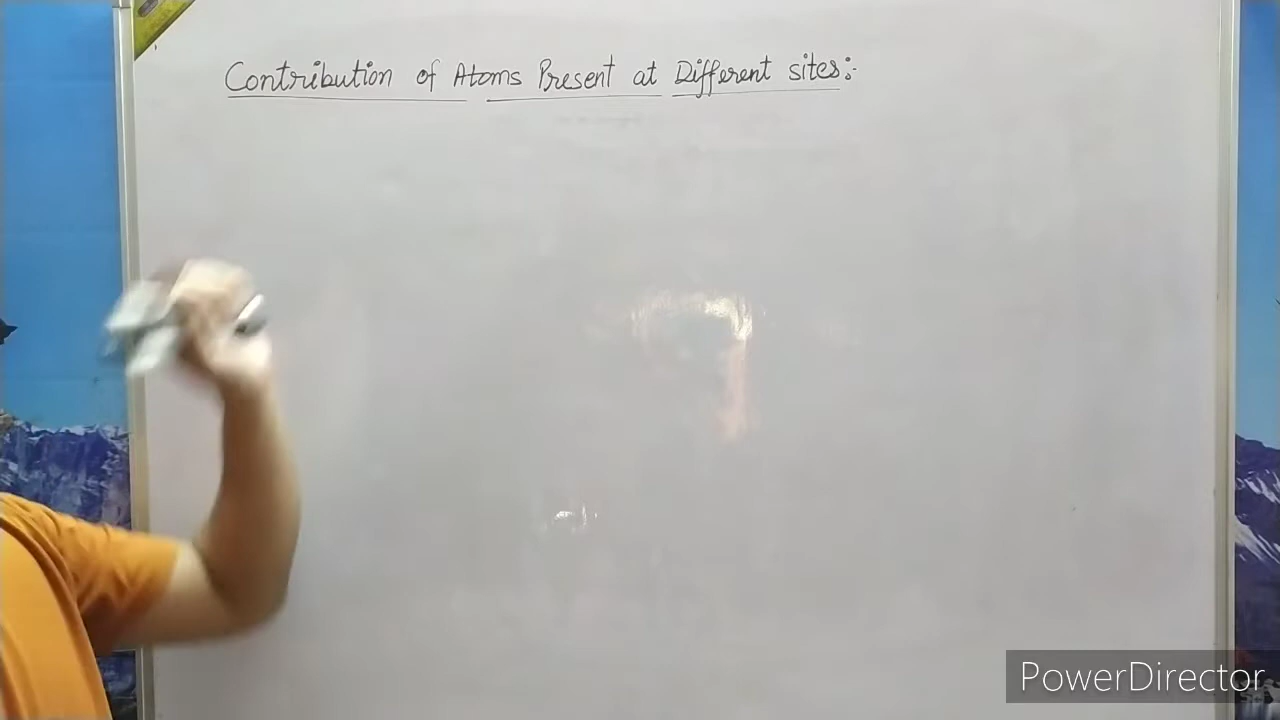 Contribution of Atoms Present at Different sites:-
PowerDirector